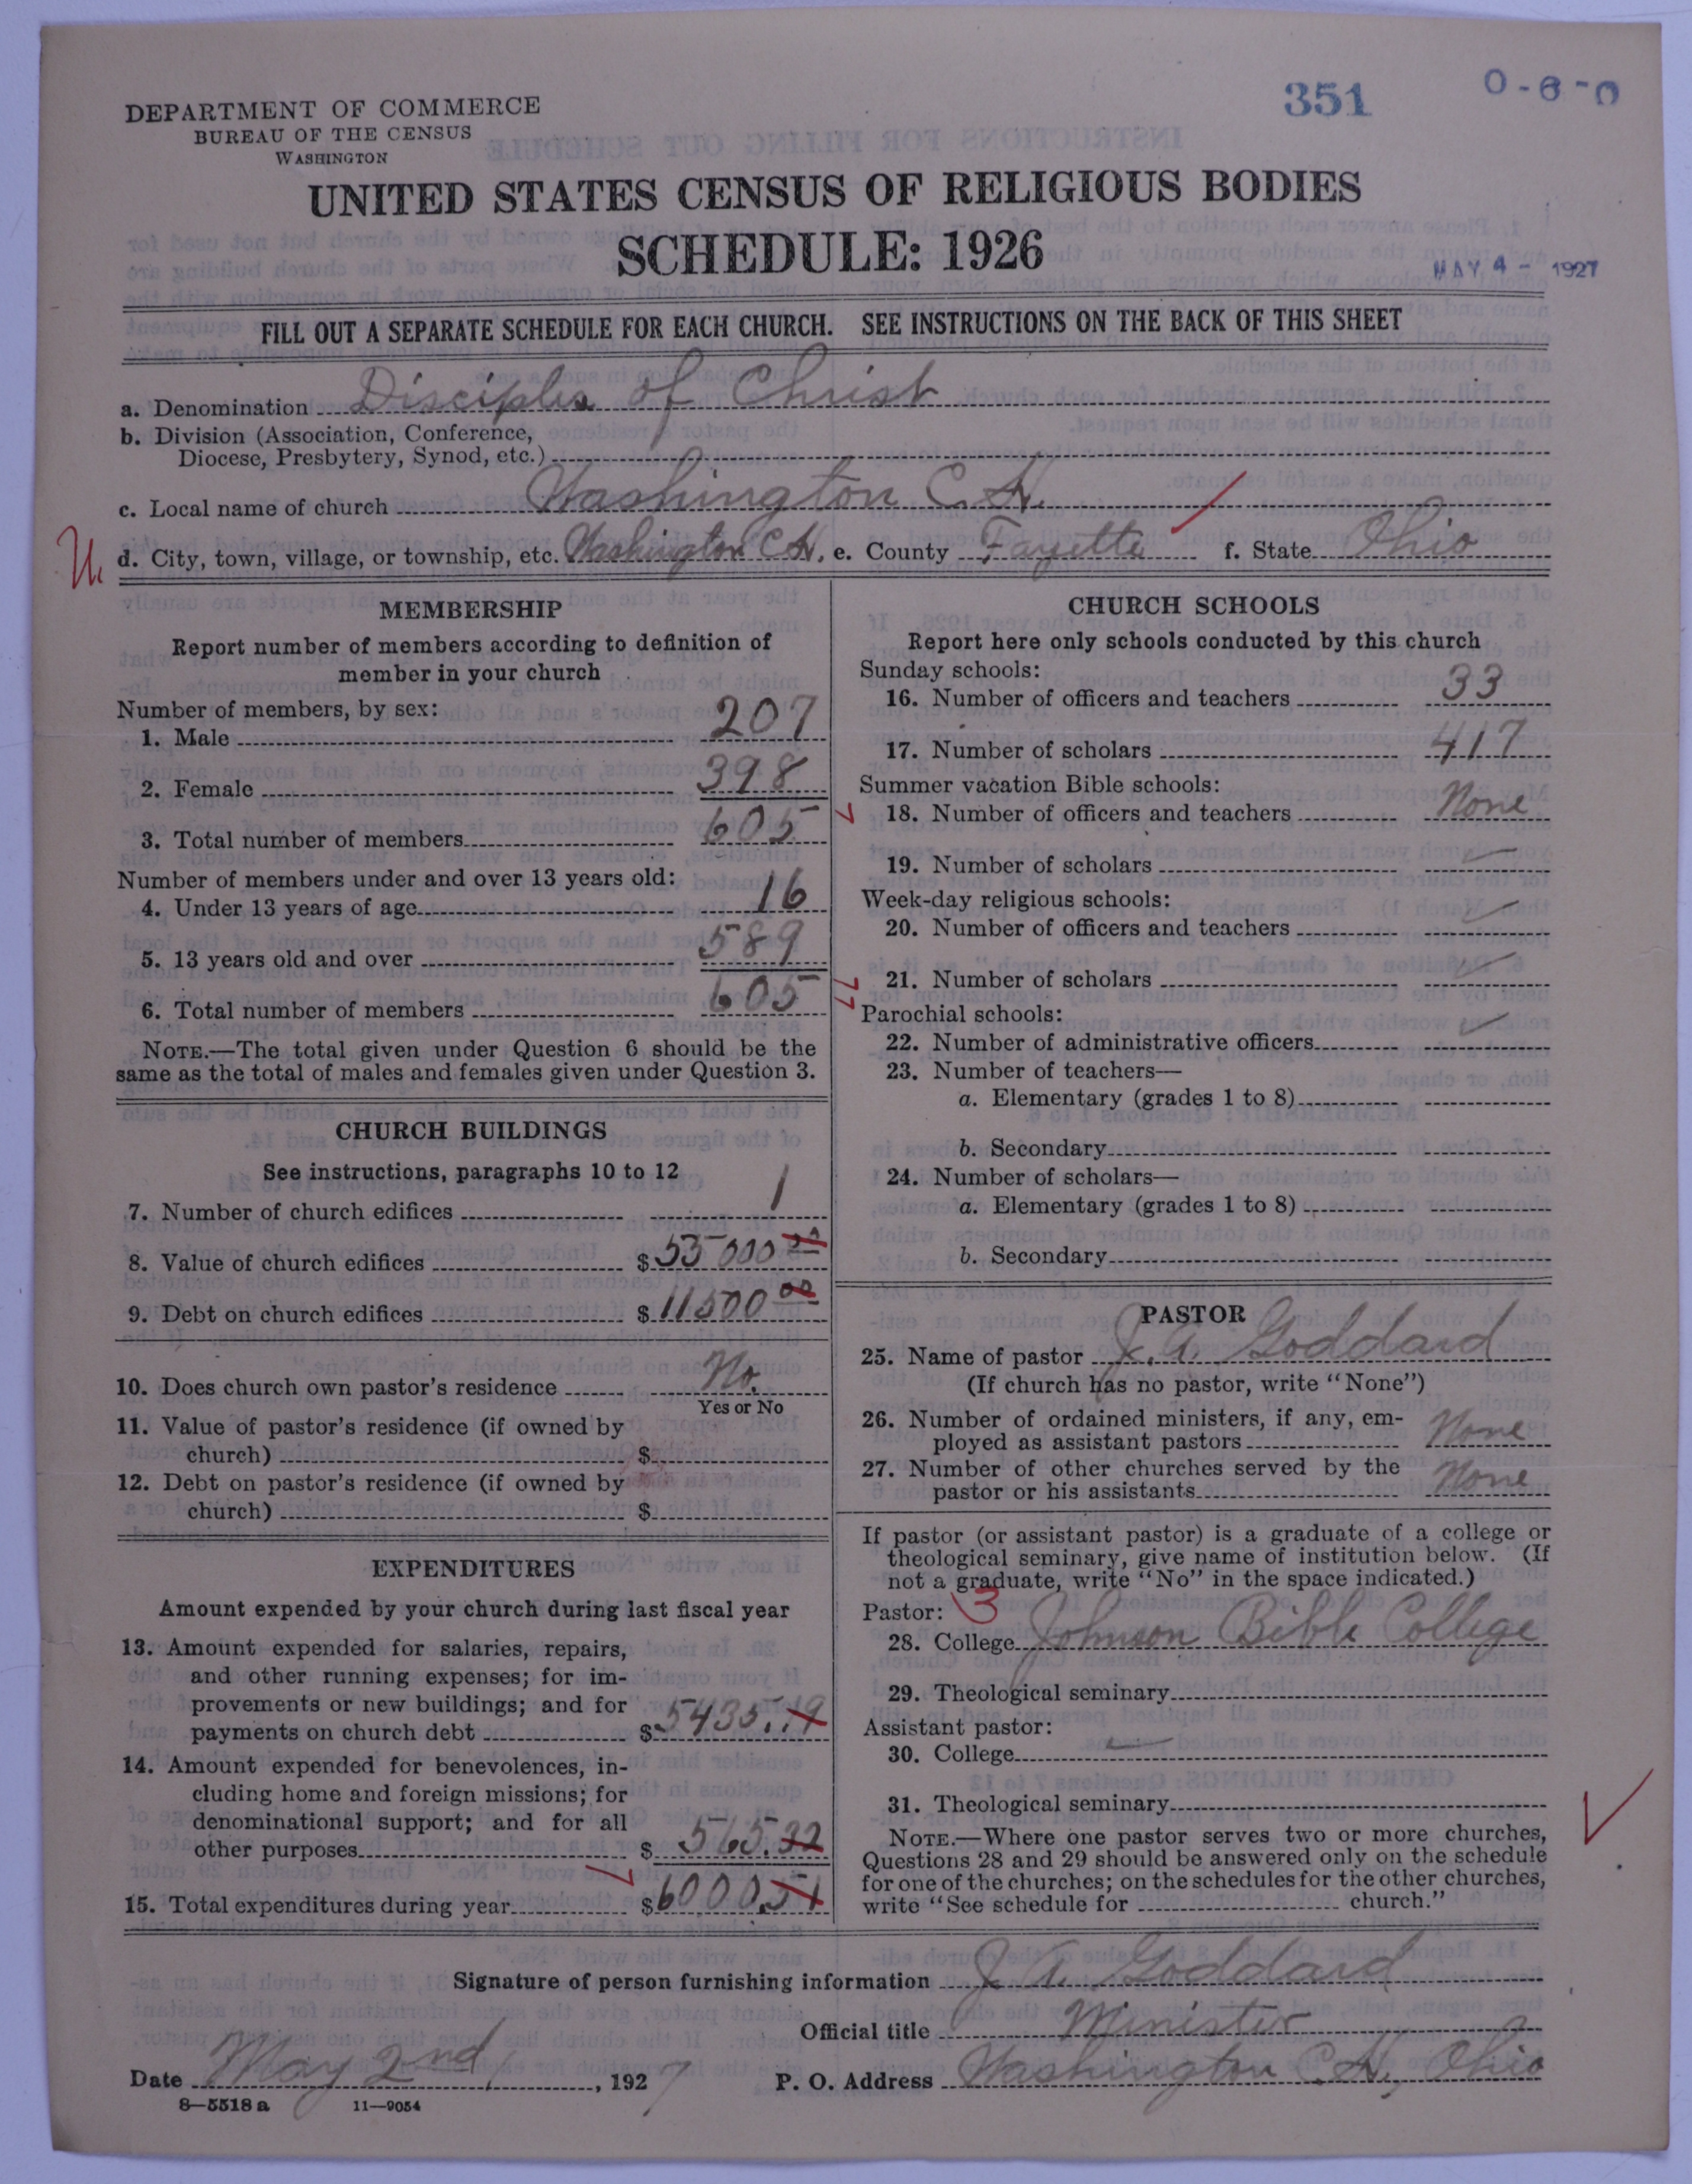 DEPARTMENT OF COMMERCE
BUREAU OF THE CENSUS
WASHINGTON
351
0-6-0
UNITED STATES CENSUS OF RELIGIOUS BODIES
SCHEDULE: 1926
MAY 4 - 1927
FILL OUT A SEPARATE SCHEDULE FOR EACH CHURCH. SEE INSTRUCTIONS ON THE BACK OF THIS SHEET
a. Denomination Disciples of Christ
b. Division (Association, Conference,
Diocese, Presbytery, Synod, etc.)
c. Local name of church Washington C.H.
d. City, town, village, or township, etc. Washington C.H. e. County Fayette f. State Ohio
MEMBERSHIP
Report number of members according to definition of
member in your church
Number of members, by sex:
1. Male 207
2. Female 398
3. Total number of members 605
Number of members under and over 13 years old:
4. Under 13 years of age 16
5. 13 years old and over 589
6. Total number of members 605
NOTE.—The total given under Question 6 should be the
same as the total of males and females given under Question 3.
CHURCH BUILDINGS
See instructions, paragraphs 10 to 12
7. Number of church edifices 1
8. Value of church edifices $55000 00
9. Debt on church edifices $11500 00
10. Does church own pastor's residence No.
Yes or No
11. Value of pastor's residence (if owned by
church) $
12. Debt on pastor's residence (if owned by
church) $
EXPENDITURES
Amount expended by your church during last fiscal year
13. Amount expended for salaries, repairs,
and other running expenses; for im-
provements or new buildings; and for
payments on church debt $5435.19
14. Amount expended for benevolences, in-
cluding home and foreign missions; for
denominational support; and for all
other purposes $565.32
15. Total expenditures during year $6000.51
CHURCH SCHOOLS
Report here only schools conducted by this church
Sunday schools:
16. Number of officers and teachers 33
17. Number of scholars 417
Summer vacation Bible schools:
18. Number of officers and teachers None
19. Number of scholars
Week-day religious schools:
20. Number of officers and teachers
21. Number of scholars
Parochial schools:
22. Number of administrative officers
23. Number of teachers—
a. Elementary (grades 1 to 8)
b. Secondary
24. Number of scholars—
a. Elementary (grades 1 to 8)
b. Secondary
PASTOR
25. Name of pastor J. A. Goddard
(If church has no pastor, write "None")
26. Number of ordained ministers, if any, em-
ployed as assistant pastors None
27. Number of other churches served by the
pastor or his assistants None
If pastor (or assistant pastor) is a graduate of a college or
theological seminary, give name of institution below. (If
not a graduate, write "No" in the space indicated.)
Pastor: 3
28. College Johnson Bible College
29. Theological seminary
Assistant pastor:
30. College
31. Theological seminary
NOTE.—Where one pastor serves two or more churches,
Questions 28 and 29 should be answered only on the schedule
for one of the churches; on the schedules for the other churches,
write "See schedule for church."
Signature of person furnishing information J. A. Goddard
Official title Minister
Date May 2nd, 1927 P. O. Address Washington C.H., Ohio
8—5518 a 11—9054